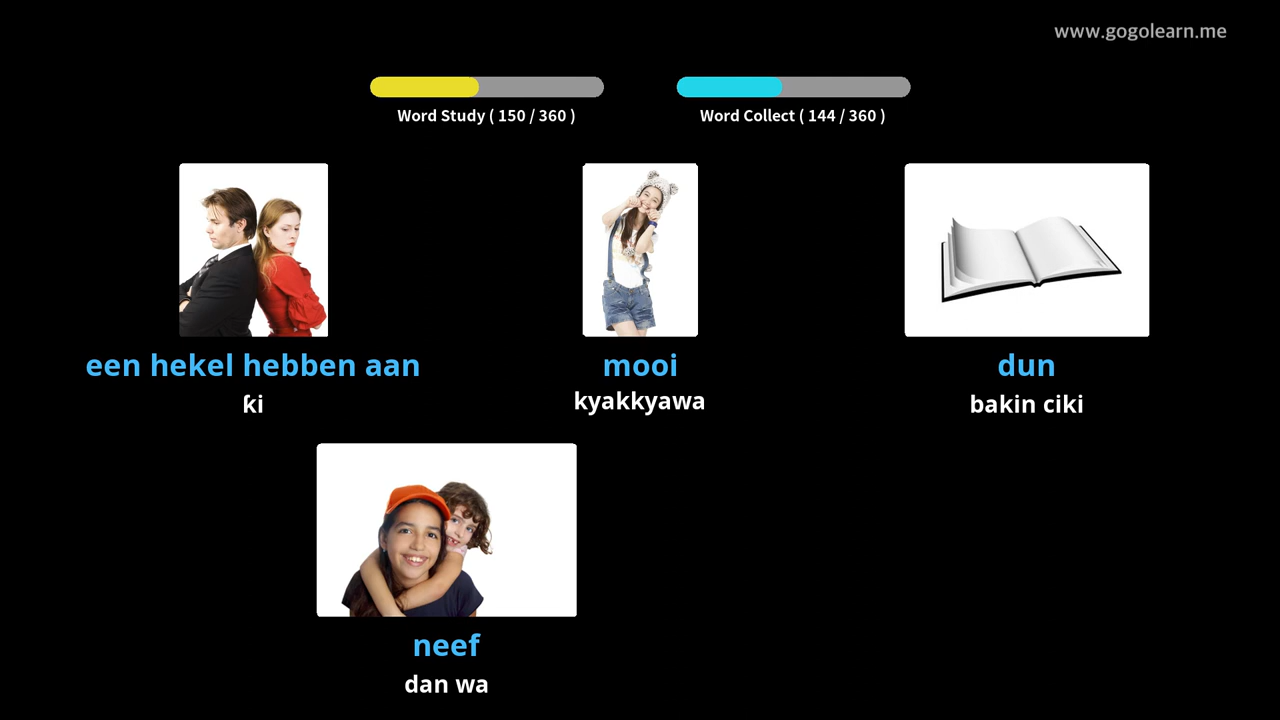 www.gogolearn.me
Word Study ( 150 / 360 )
Word Collect ( 144 / 360 )
een hekel hebben aan
mooi
dun
ƙi
kyakkyawa
bakin ciki
neef
dan wa